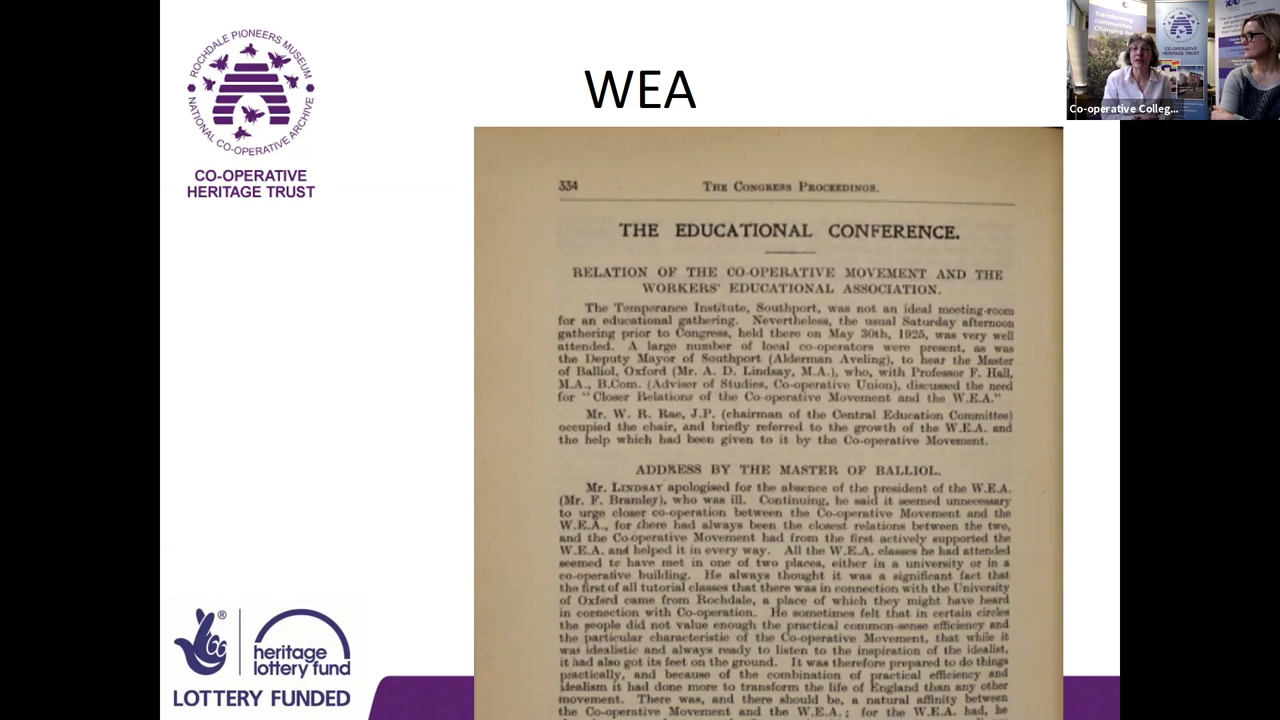 ROCHDALE PIONEERS MUSEUM
NATIONAL CO-OPERATIVE ARCHIVE
CO-OPERATIVE
HERITAGE TRUST
WEA
334 THE CONGRESS PROCEEDINGS.
THE EDUCATIONAL CONFERENCE.
RELATION OF THE CO-OPERATIVE MOVEMENT AND THE
WORKERS' EDUCATIONAL ASSOCIATION.
The Temperance Institute, Southport, was not an ideal meeting-room
for an educational gathering. Nevertheless, the usual Saturday afternoon
gathering prior to Congress, held there on May 30th, 1925, was very well
attended. A large number of local co-operators were present, as was
the Deputy Mayor of Southport (Alderman Aveling), to hear the Master
of Balliol, Oxford (Mr. A. D. Lindsay, M.A.), who, with Professor F. Hall,
M.A., B.Com. (Adviser of Studies, Co-operative Union), discussed the need
for "Closer Relations of the Co-operative Movement and the W.E.A."
Mr. W. R. Rae, J.P. (chairman of the Central Education Committee)
occupied the chair, and briefly referred to the growth of the W.E.A. and
the help which had been given to it by the Co-operative Movement.
ADDRESS BY THE MASTER OF BALLIOL.
Mr. LINDSAY apologised for the absence of the president of the W.E.A.
(Mr. F. Bramley), who was ill. Continuing, he said it seemed unnecessary
to urge closer co-operation between the Co-operative Movement and the
W.E.A., for there had always been the closest relations between the two,
and the Co-operative Movement had from the first actively supported the
W.E.A. and helped it in every way. All the W.E.A. classes he had attended
seemed to have met in one of two places, either in a university or in a
co-operative building. He always thought it was a significant fact that
the first of all tutorial classes that there was in connection with the University
of Oxford came from Rochdale, a place of which they might have heard
in connection with Co-operation. He sometimes felt that in certain circles
the people did not value enough the practical common-sense efficiency and
the particular characteristic of the Co-operative Movement, that while it
was idealistic and always ready to listen to the inspiration of the idealist,
it had also got its feet on the ground. It was therefore prepared to do things
practically, and because of the combination of practical efficiency and
idealism it had done more to transform the life of England than any other
movement. There was, and there should be, a natural affinity between
the Co-operative Movement and the W.E.A.; for the W.E.A. had, he
heritage
lottery fund
LOTTERY FUNDED
Transforming
communities
CO-OPERATIVE
HERITAGE TRUST
Co-operative Colleg...